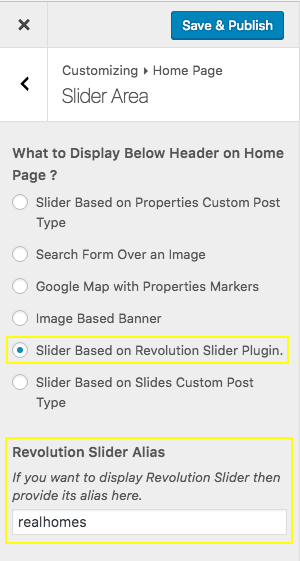 Save & Publish
Customizing ▸ Home Page
Slider Area
What to Display Below Header on Home
Page ?
Slider Based on Properties Custom Post
Type
Search Form Over an Image
Google Map with Properties Markers
Image Based Banner
Slider Based on Revolution Slider Plugin.
Slider Based on Slides Custom Post
Type
Revolution Slider Alias
If you want to display Revolution Slider then
provide its alias here.
realhomes